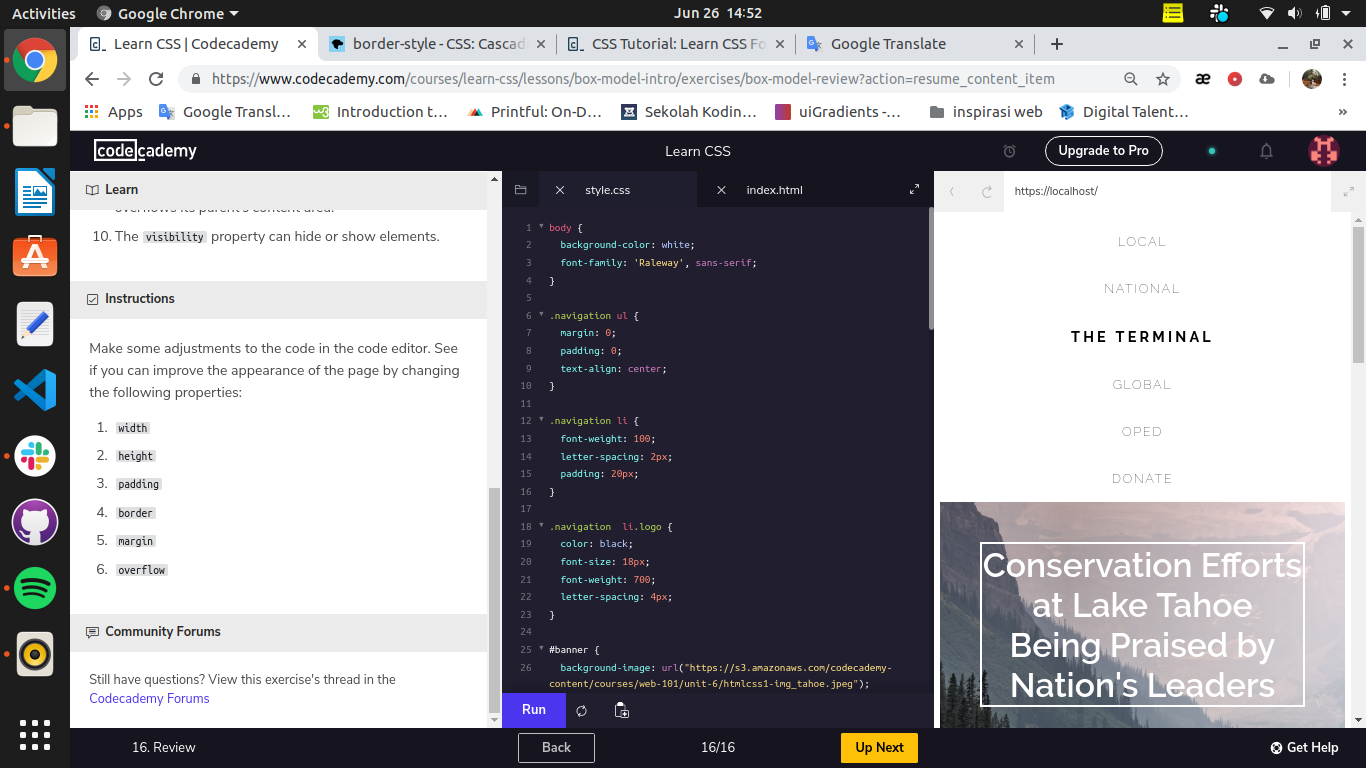 Activities
Google Chrome
Jun 26 14:52
Learn CSS | Codecademy
border-style - CSS: Cascad
CSS Tutorial: Learn CSS Fo
Google Translate
https://www.codecademy.com/courses/learn-css/lessons/box-model-intro/exercises/box-model-review?action=resume_content_item
æ
Apps
Google Transl…
Introduction t…
Printful: On-D…
Sekolah Kodin…
uiGradients -…
inspirasi web
Digital Talent…
»
codecademy
Learn CSS
Upgrade to Pro
Learn
10. The visibility property can hide or show elements.
Instructions
Make some adjustments to the code in the code editor. See
if you can improve the appearance of the page by changing
the following properties:
1. width
2. height
3. padding
4. border
5. margin
6. overflow
Community Forums
Still have questions? View this exercise's thread in the
Codecademy Forums
style.css
index.html
1 body {
2 background-color: white;
3 font-family: 'Raleway', sans-serif;
4 }
5
6 .navigation ul {
7 margin: 0;
8 padding: 0;
9 text-align: center;
10 }
11
12 .navigation li {
13 font-weight: 100;
14 letter-spacing: 2px;
15 padding: 20px;
16 }
17
18 .navigation  li.logo {
19 color: black;
20 font-size: 18px;
21 font-weight: 700;
22 letter-spacing: 4px;
23 }
24
25 #banner {
26 background-image: url("https://s3.amazonaws.com/codecademy-
content/courses/web-101/unit-6/htmlcss1-img_tahoe.jpeg");
Run
https://localhost/
LOCAL
NATIONAL
THE TERMINAL
GLOBAL
OPED
DONATE
Conservation Efforts
at Lake Tahoe
Being Praised by
Nation's Leaders
16. Review
Back
16/16
Up Next
Get Help